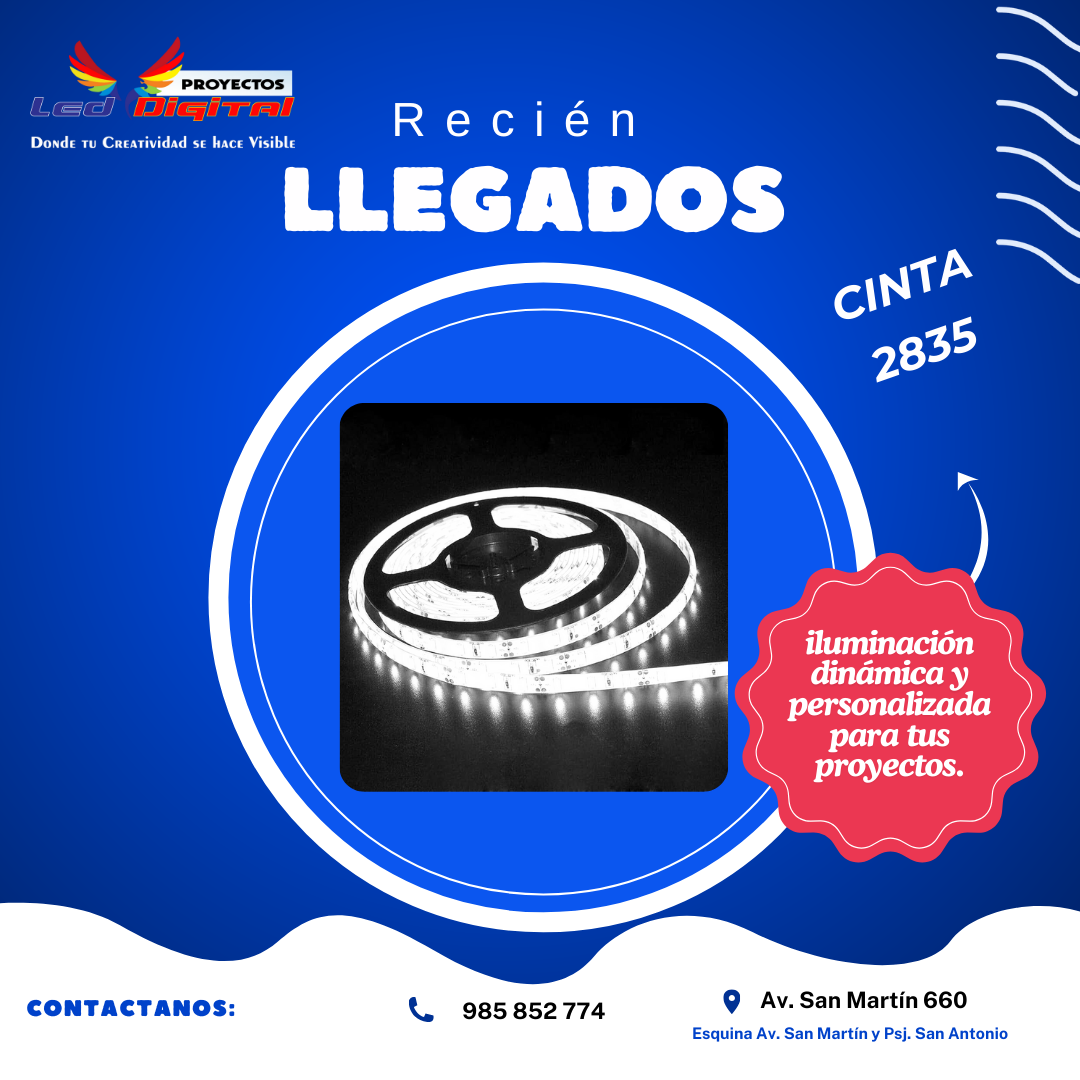 PROYECTOS
Led Digital
Donde tu Creatividad se hace Visible
Recién
LLEGADOS
CINTA
2835
iluminación
dinámica y
personalizada
para tus
proyectos.
CONTACTANOS:
985 852 774
Av. San Martín 660
Esquina Av. San Martín y Psj. San Antonio